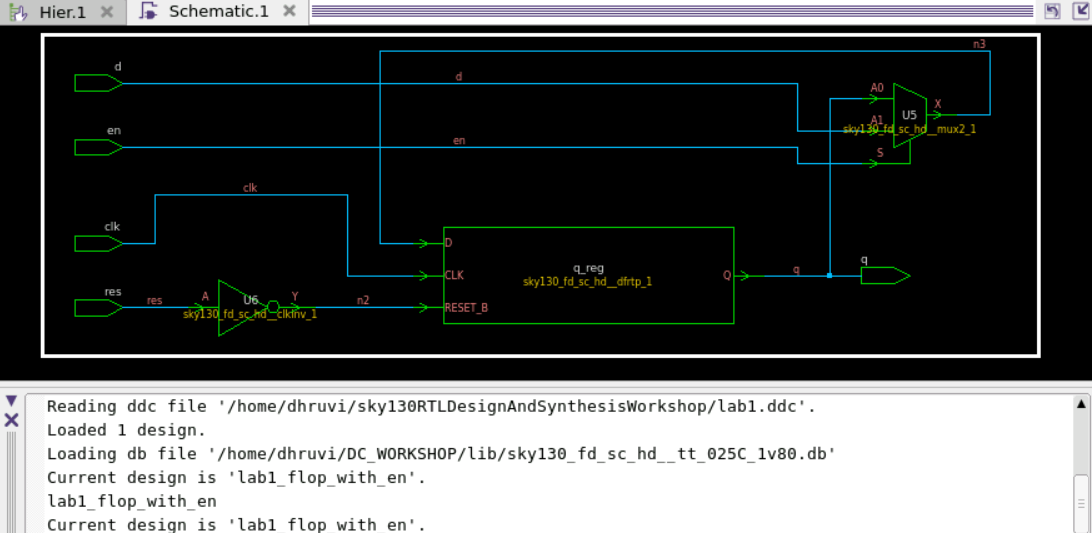 Hier.1 Schematic.1
n3
d d
A0
X
U5
A1
sky130_fd_sc_hd__mux2_1
en en
S
clk
clk
D
q_reg
q
CLK Q q
sky130_fd_sc_hd__dfrtp_1
res
res A U6 Y n2 RESET_B
sky130_fd_sc_hd__clkinv_1
Reading ddc file '/home/dhruvi/sky130RTLDesignAndSynthesisWorkshop/lab1.ddc'.
Loaded 1 design.
Loading db file '/home/dhruvi/DC_WORKSHOP/lib/sky130_fd_sc_hd__tt_025C_1v80.db'
Current design is 'lab1_flop_with_en'.
lab1_flop_with_en
Current design is 'lab1_flop_with_en'.